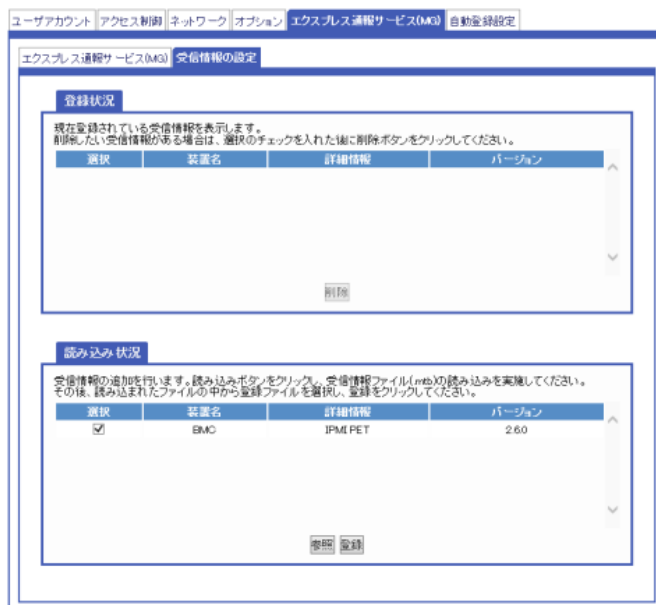 ユーザアカウント アクセス制御 ネットワーク オプション エクスプレス通報サービス(MG) 自動登録設定
エクスプレス通報サービス(MG) 受信情報の設定
登録状況
現在登録されている受信情報を表示します。
削除したい受信情報がある場合は、選択のチェックを入れた後に削除ボタンをクリックしてください。
選択 装置名 詳細情報 バージョン
削除
読み込み状況
受信情報の追加を行います。読み込みボタンをクリックし、受信情報ファイル(mtb)の読み込みを実施してください。
その後、読み込まれたファイルの中から登録ファイルを選択し、登録をクリックしてください。
選択 装置名 詳細情報 バージョン
BMC IPMI PET 2.6.0
参照 登録